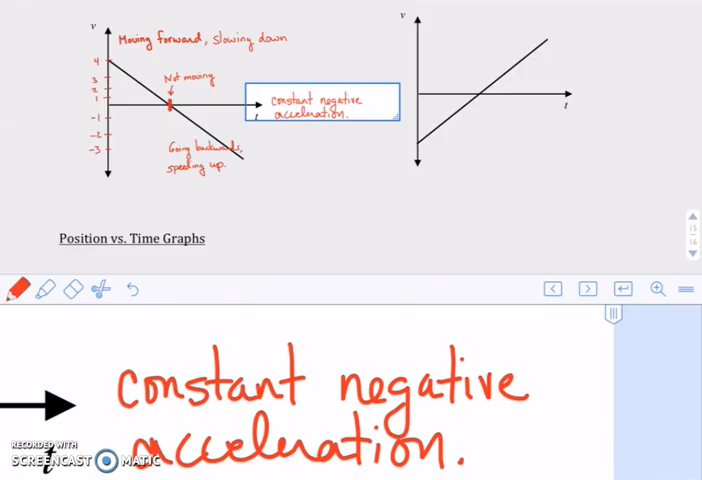 v
Moving forward, slowing down
4
3
2
1
-1
-2
-3
Not moving
constant negative
acceleration.
t
Going backwards,
speeding up.
v
t
Position vs. Time Graphs
15
16
constant negative
acceleration.
t
RECORDED WITH
SCREENCAST MATIC